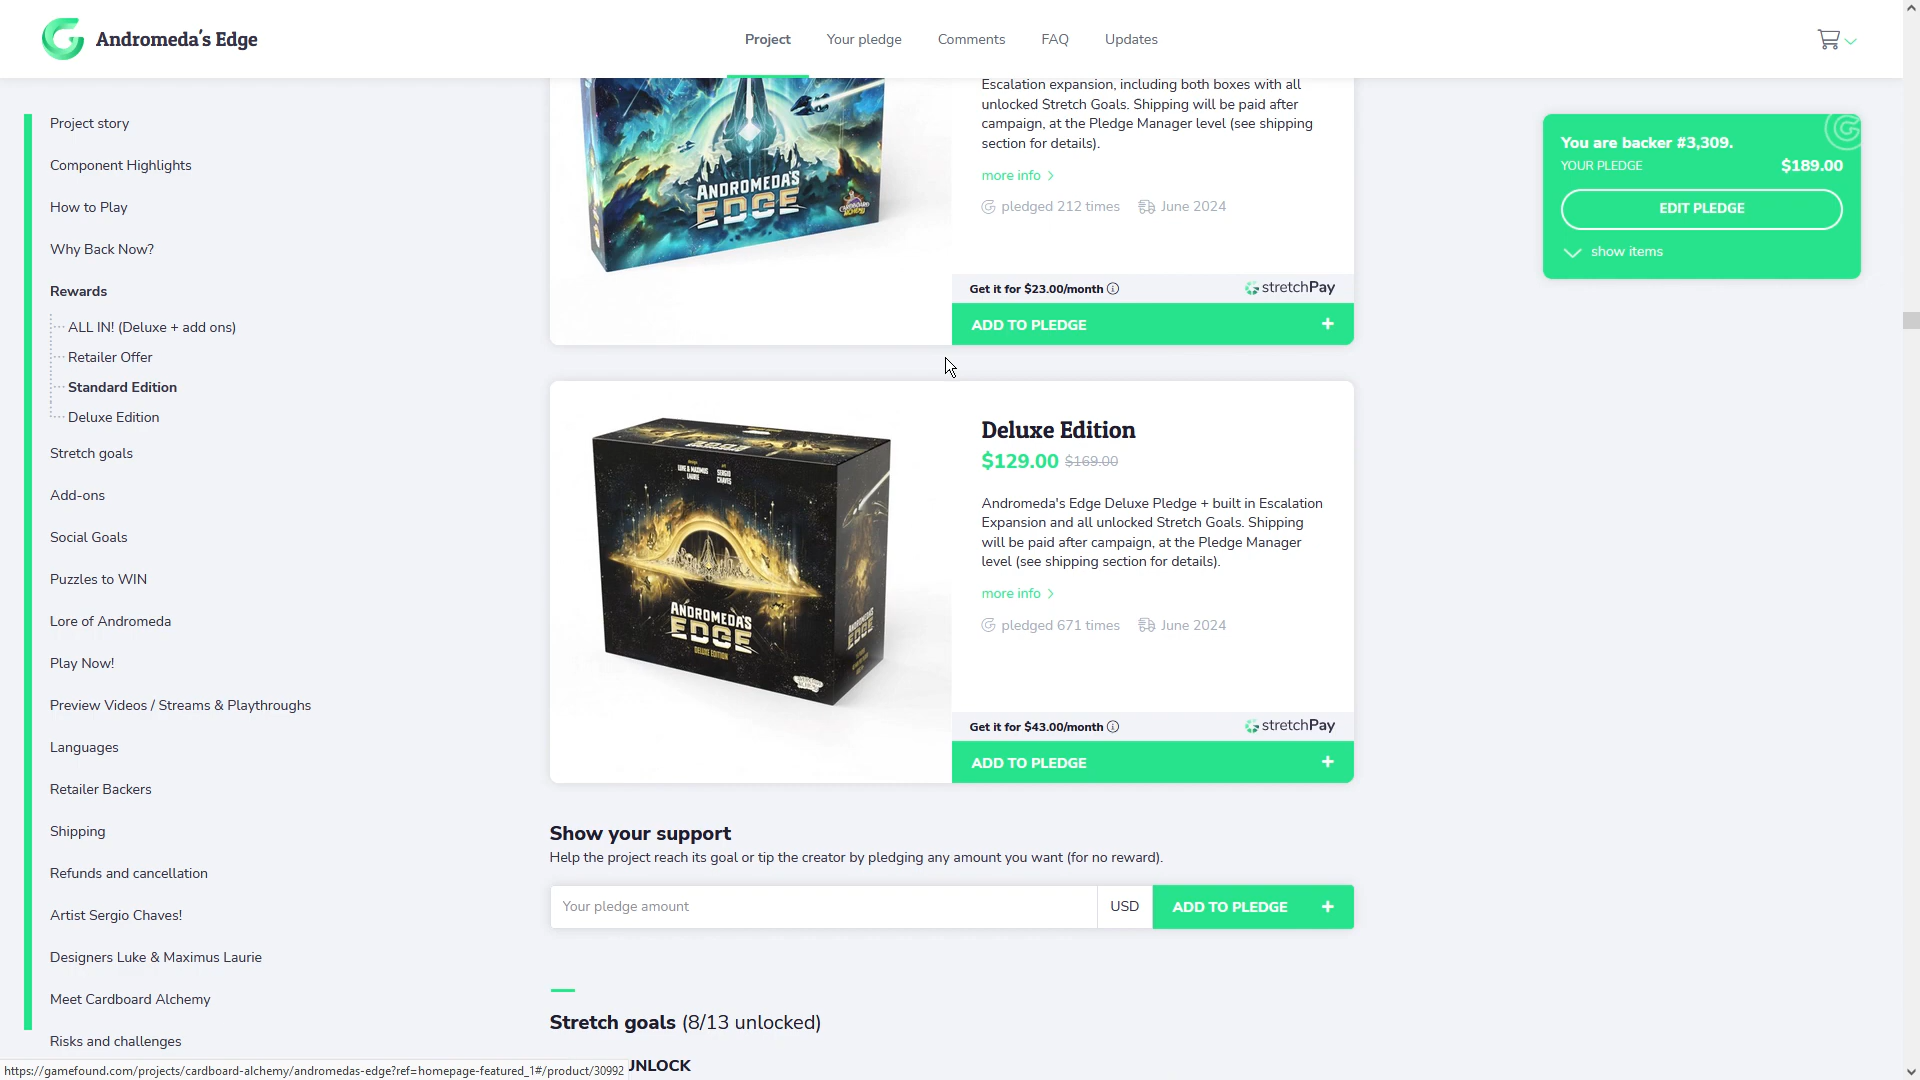 Andromeda's Edge
Project
Your pledge
Comments
FAQ
Updates
Project story
Component Highlights
How to Play
Why Back Now?
Rewards
ALL IN! (Deluxe + add ons)
Retailer Offer
Standard Edition
Deluxe Edition
Stretch goals
Add-ons
Social Goals
Puzzles to WIN
Lore of Andromeda
Play Now!
Preview Videos / Streams & Playthroughs
Languages
Retailer Backers
Shipping
Refunds and cancellation
Artist Sergio Chaves!
Designers Luke & Maximus Laurie
Meet Cardboard Alchemy
Risks and challenges
ANDROMEDA'S
EDGE
CARDBOARD
ALCHEMY
Escalation expansion, including both boxes with all
unlocked Stretch Goals. Shipping will be paid after
campaign, at the Pledge Manager level (see shipping
section for details).
more info
pledged 212 times
June 2024
Get it for $23.00/month
stretchPay
ADD TO PLEDGE +
LUKE & MAXIMUS
LAURIE
SERGIO
CHAVES
ANDROMEDA'S
EDGE
DELUXE EDITION
ANDROMEDA'S
EDGE
Deluxe Edition
$129.00 $169.00
Andromeda's Edge Deluxe Pledge + built in Escalation
Expansion and all unlocked Stretch Goals. Shipping
will be paid after campaign, at the Pledge Manager
level (see shipping section for details).
more info
pledged 671 times
June 2024
Get it for $43.00/month
stretchPay
ADD TO PLEDGE +
Show your support
Help the project reach its goal or tip the creator by pledging any amount you want (for no reward).
Your pledge amount
USD
ADD TO PLEDGE +
Stretch goals (8/13 unlocked)
UNLOCK
You are backer #3,309.
YOUR PLEDGE
$189.00
EDIT PLEDGE
show items
https://gamefound.com/projects/cardboard-alchemy/andromedas-edge?ref=homepage-featured_1#/product/30992